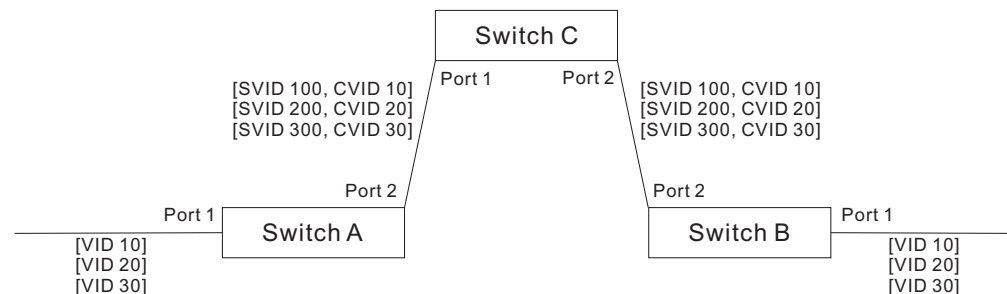 Switch C
Port 1
Port 2
[SVID 100, CVID 10]
[SVID 200, CVID 20]
[SVID 300, CVID 30]
[SVID 100, CVID 10]
[SVID 200, CVID 20]
[SVID 300, CVID 30]
Port 2
Port 2
Port 1
Switch A
Switch B
Port 1
[VID 10]
[VID 20]
[VID 30]
[VID 10]
[VID 20]
[VID 30]